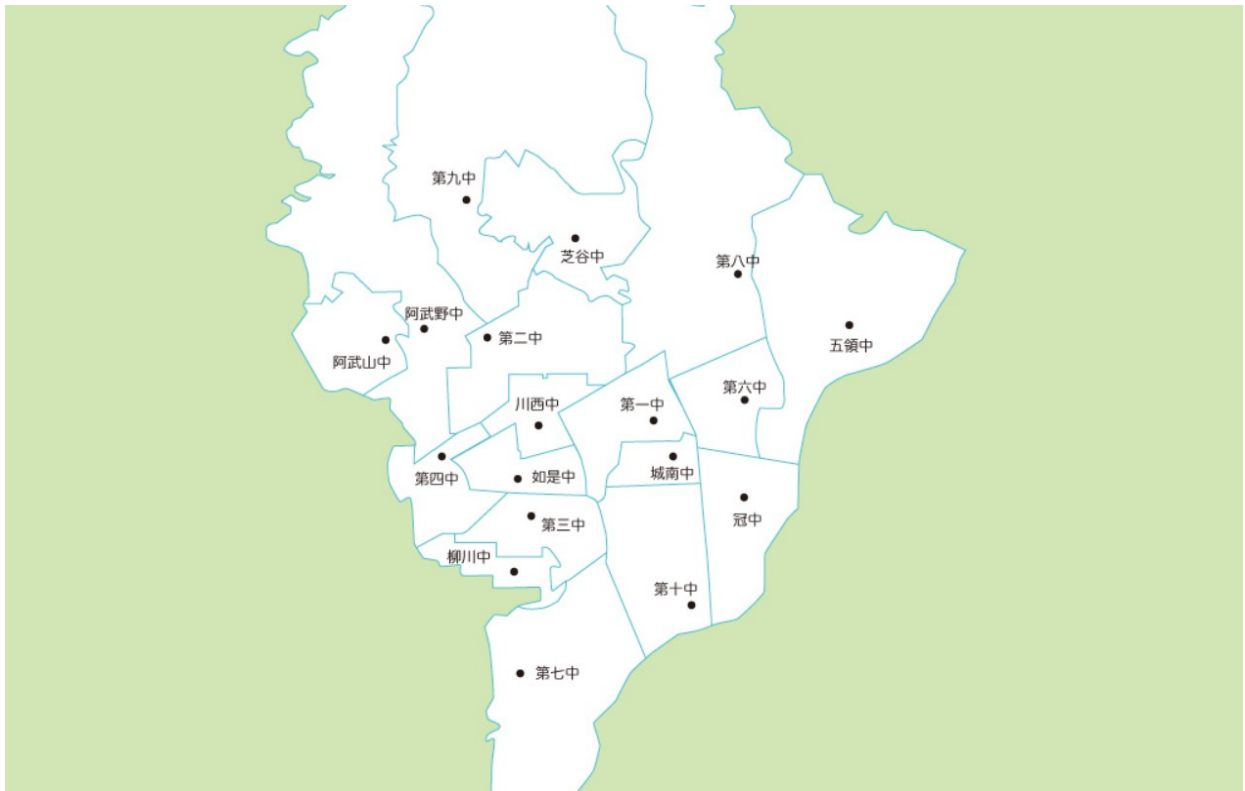 第九中
芝谷中
第八中
阿武野中
第二中
五領中
阿武山中
第六中
川西中
第一中
第四中
如是中
城南中
冠中
第三中
柳川中
第十中
第七中